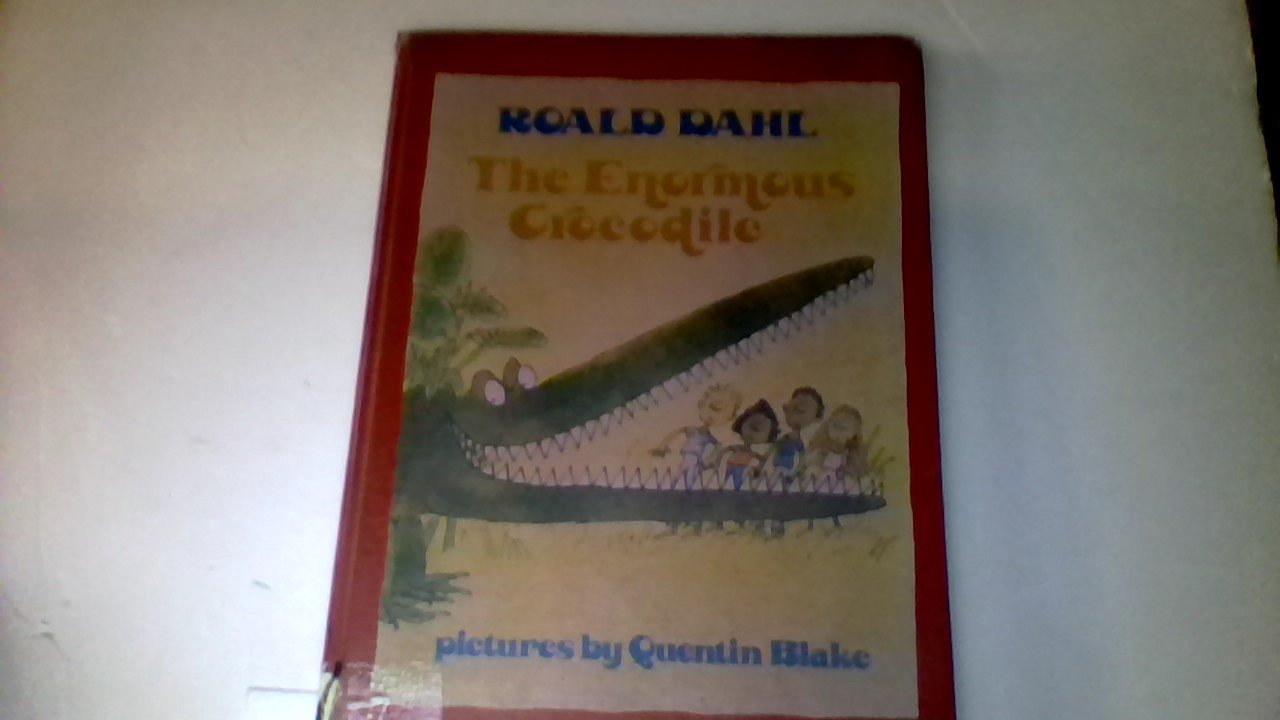 ROALD DAHL
The Enormous
Crocodile
pictures by Quentin Blake